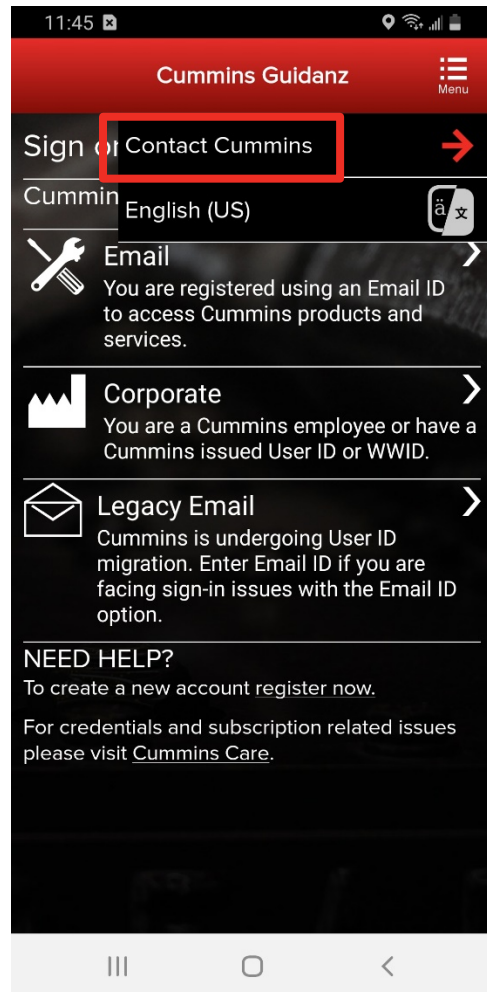 11:45
Cummins Guidanz
Menu
Sign or
Contact Cummins
Cummin
English (US)
ä
文
Email
You are registered using an Email ID
to access Cummins products and
services.
Corporate
You are a Cummins employee or have a
Cummins issued User ID or WWID.
Legacy Email
Cummins is undergoing User ID
migration. Enter Email ID if you are
facing sign-in issues with the Email ID
option.
NEED HELP?
To create a new account register now.
For credentials and subscription related issues
please visit Cummins Care.